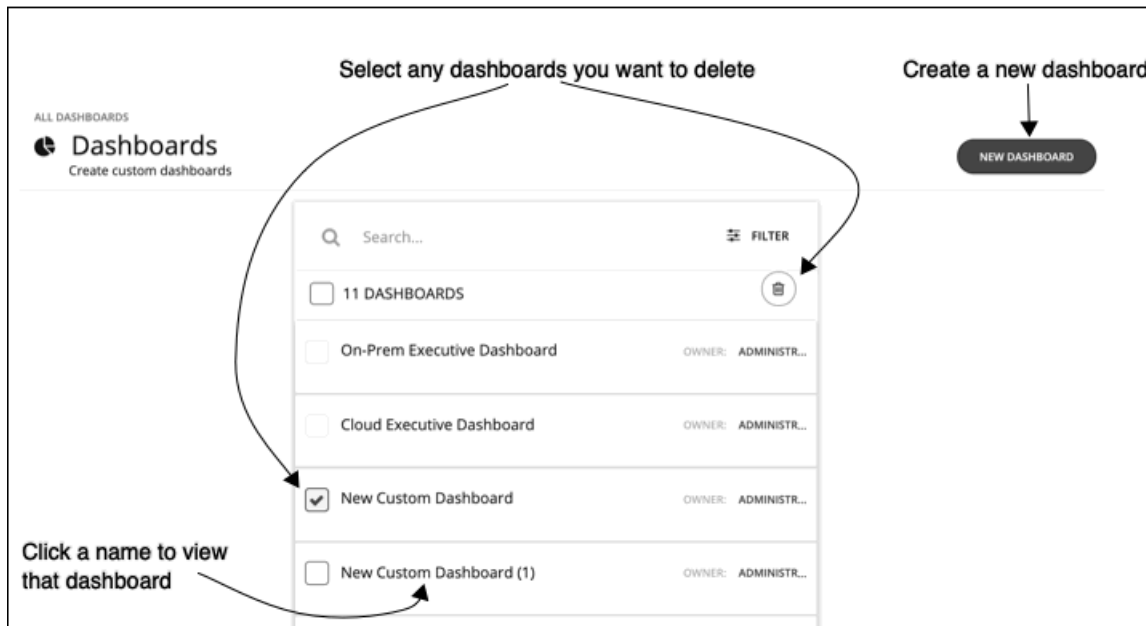 Select any dashboards you want to delete
Create a new dashboard
ALL DASHBOARDS
Dashboards
Create custom dashboards
NEW DASHBOARD
Search...
FILTER
11 DASHBOARDS
On-Prem Executive Dashboard
OWNER: ADMINISTR...
Cloud Executive Dashboard
OWNER: ADMINISTR...
New Custom Dashboard
OWNER: ADMINISTR...
Click a name to view
that dashboard
New Custom Dashboard (1)
OWNER: ADMINISTR...